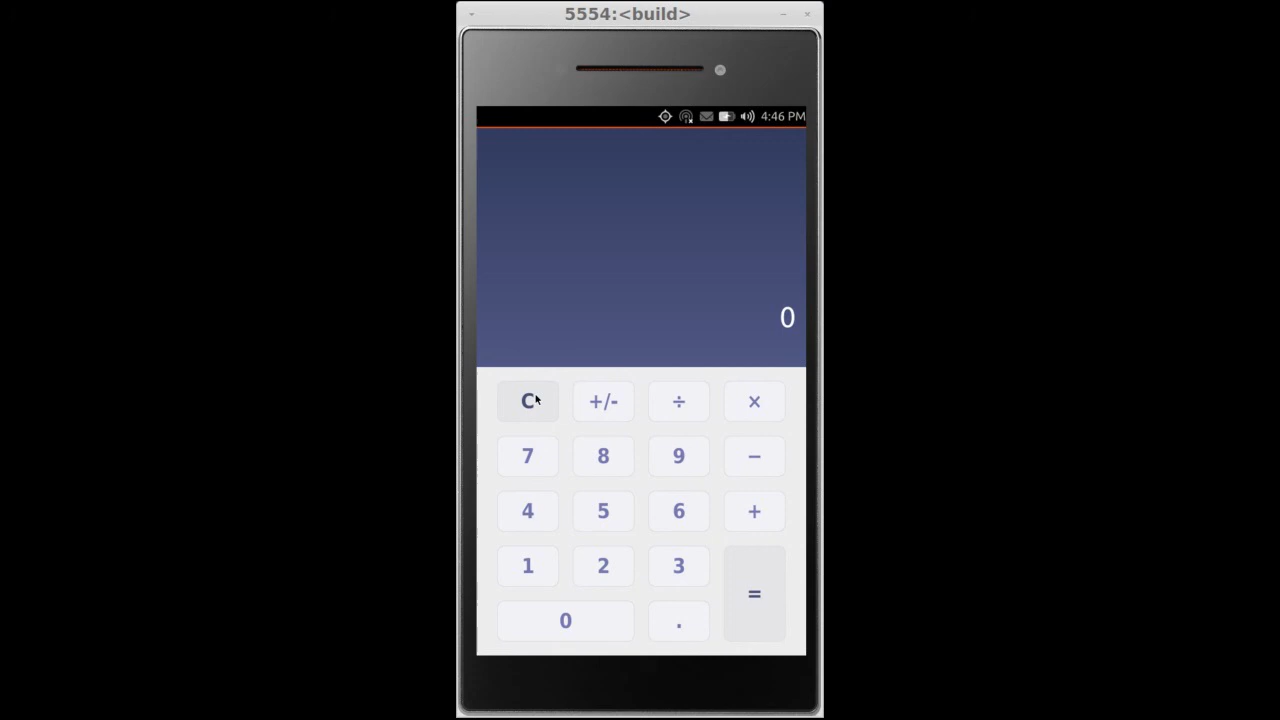 5554:<build>
4:46 PM
0
C +/- ÷ ×
7 8 9 −
4 5 6 +
1 2 3 =
0 .